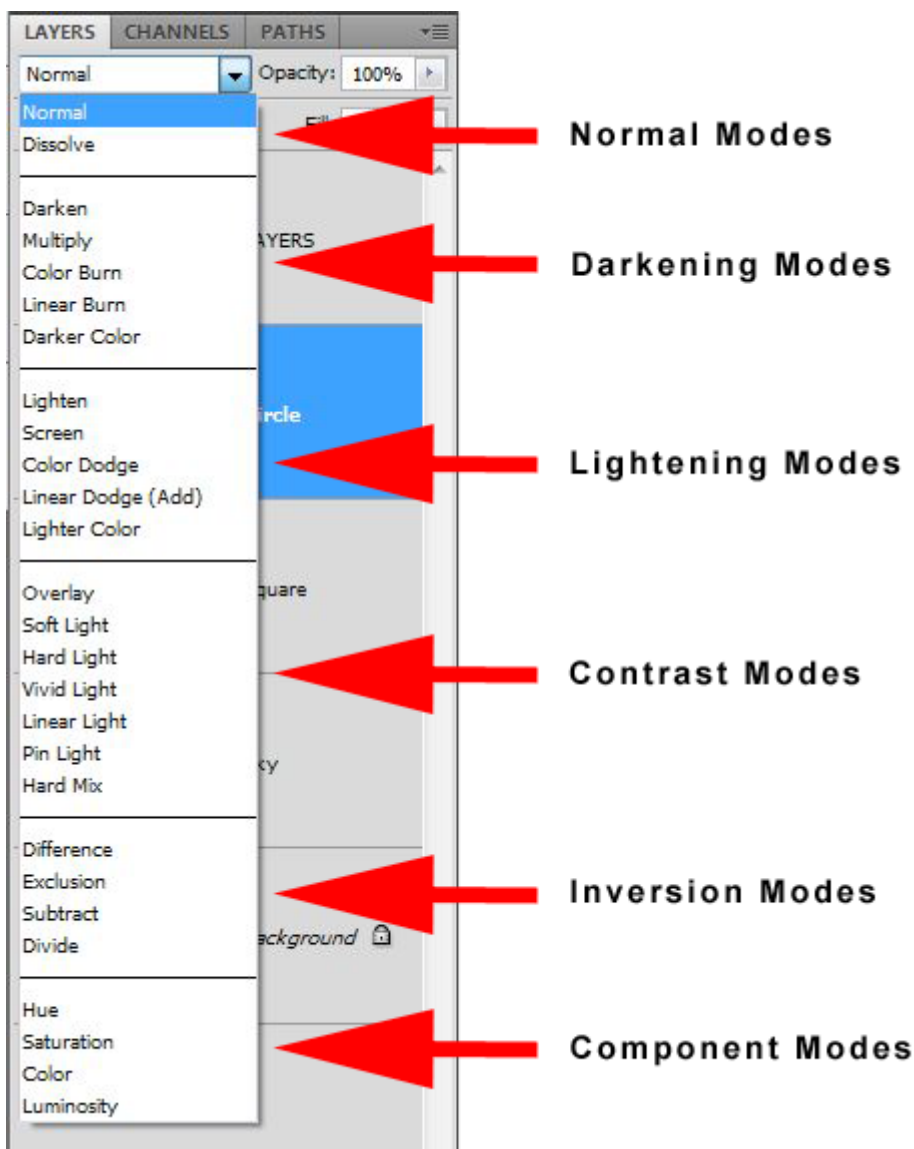 LAYERS CHANNELS PATHS
Normal Opacity: 100%
Normal
Dissolve
Normal Modes
Darken
Multiply
Color Burn
Linear Burn
Darker Color
AYERS
Darkening Modes
Lighten
Screen
Color Dodge
Linear Dodge (Add)
Lighter Color
ircle
Lightening Modes
Overlay
Soft Light
Hard Light
Vivid Light
Linear Light
Pin Light
Hard Mix
quare
ky
Contrast Modes
Difference
Exclusion
Subtract
Divide
ackground
Inversion Modes
Hue
Saturation
Color
Luminosity
Component Modes